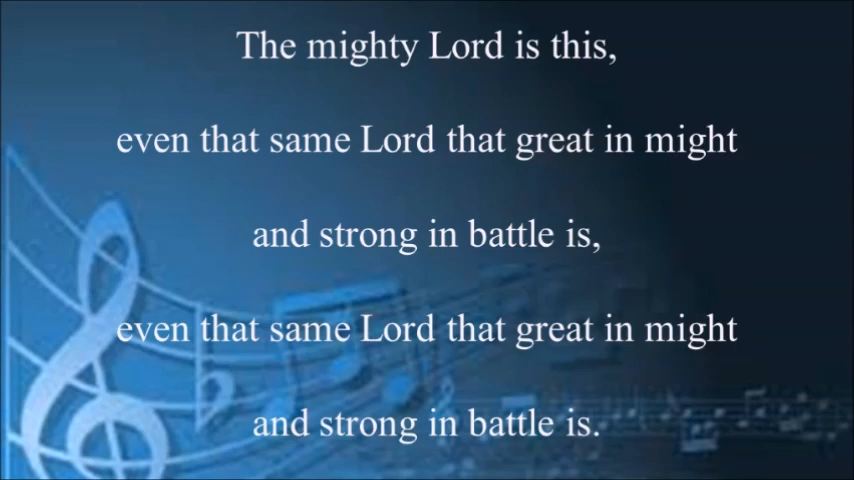 The mighty Lord is this,
even that same Lord that great in might
and strong in battle is,
even that same Lord that great in might
and strong in battle is.